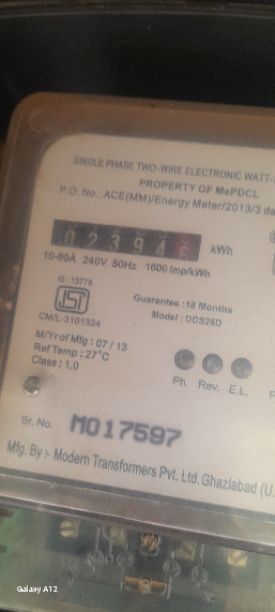 SINGLE PHASE TWO-WIRE ELECTRONIC WATT-
PROPERTY OF MePDCL
P.O. No.: ACE(MM)/Energy Meter/2013/3 da
023945 kWh
10-60A 240V 50Hz 1600 Imp/kWh
IS : 13779
ISI
CM/L-3101324
Guarantee :18 Months
Model : DDS26D
M/Yr of Mfg : 07 / 13
Ref Temp : 27°C
Class : 1.0
Ph. Rev. E.L.
Sr. No. M017597
Mfg. By :- Modern Transformers Pvt. Ltd. Ghaziabad (U.
Galaxy A12